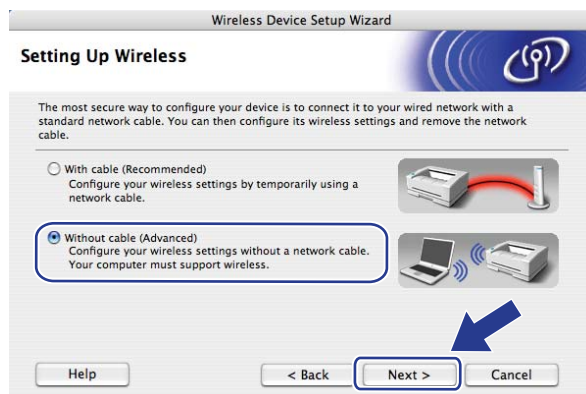 Wireless Device Setup Wizard
Setting Up Wireless
The most secure way to configure your device is to connect it to your wired network with a
standard network cable. You can then configure its wireless settings and remove the network
cable.
With cable (Recommended)
Configure your wireless settings by temporarily using a
network cable.
Without cable (Advanced)
Configure your wireless settings without a network cable.
Your computer must support wireless.
Help
< Back
Next >
Cancel